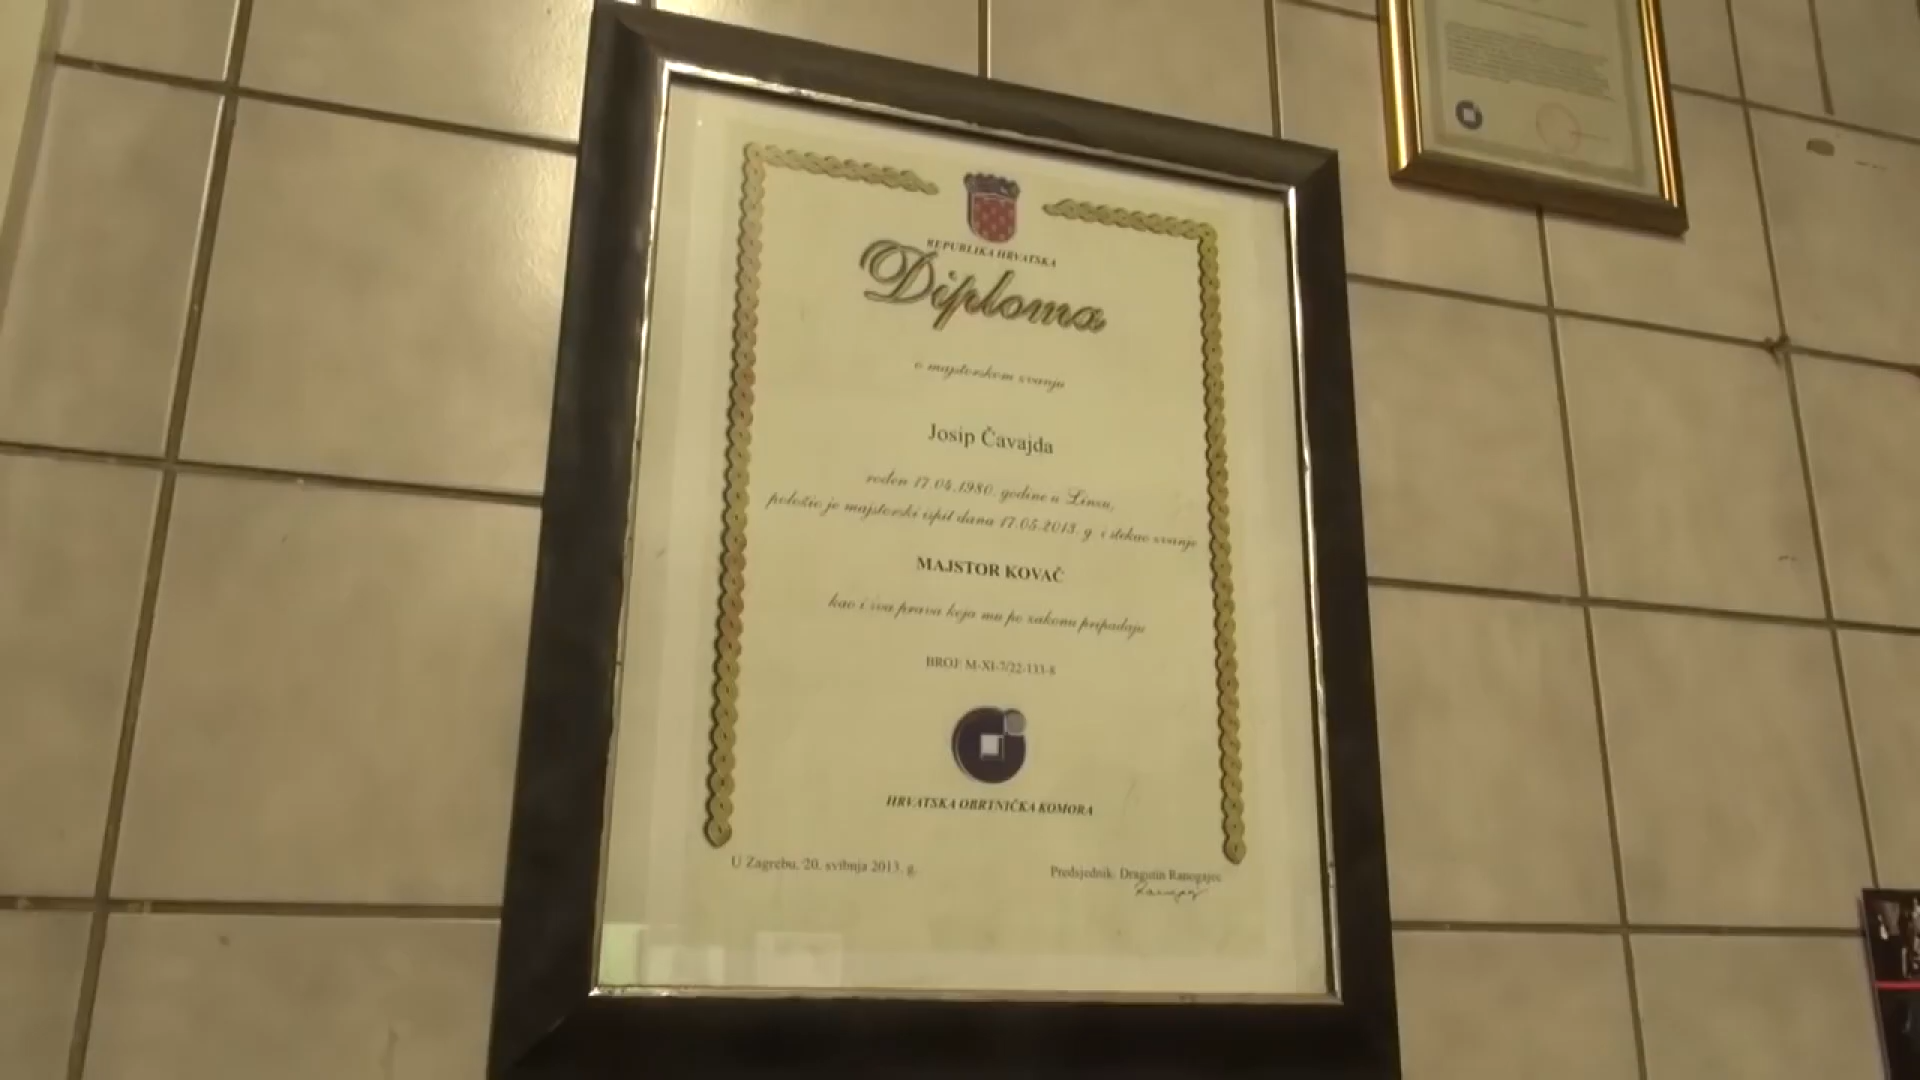 REPUBLIKA HRVATSKA
Diploma
o majstorskom zvanju
Josip Čavajda
rođen 17.04.1980. godine u Linzu,
položio je majstorski ispit dana 17.05.2013. g. i stekao zvanje
MAJSTOR KOVAČ
kao i sva prava koja mu po zakonu pripadaju
BROJ: M-XI-7/22-133-8
HRVATSKA OBRTNIČKA KOMORA
U Zagrebu, 20. svibnja 2013. g.
Predsjednik: Dragutin Ranogajec